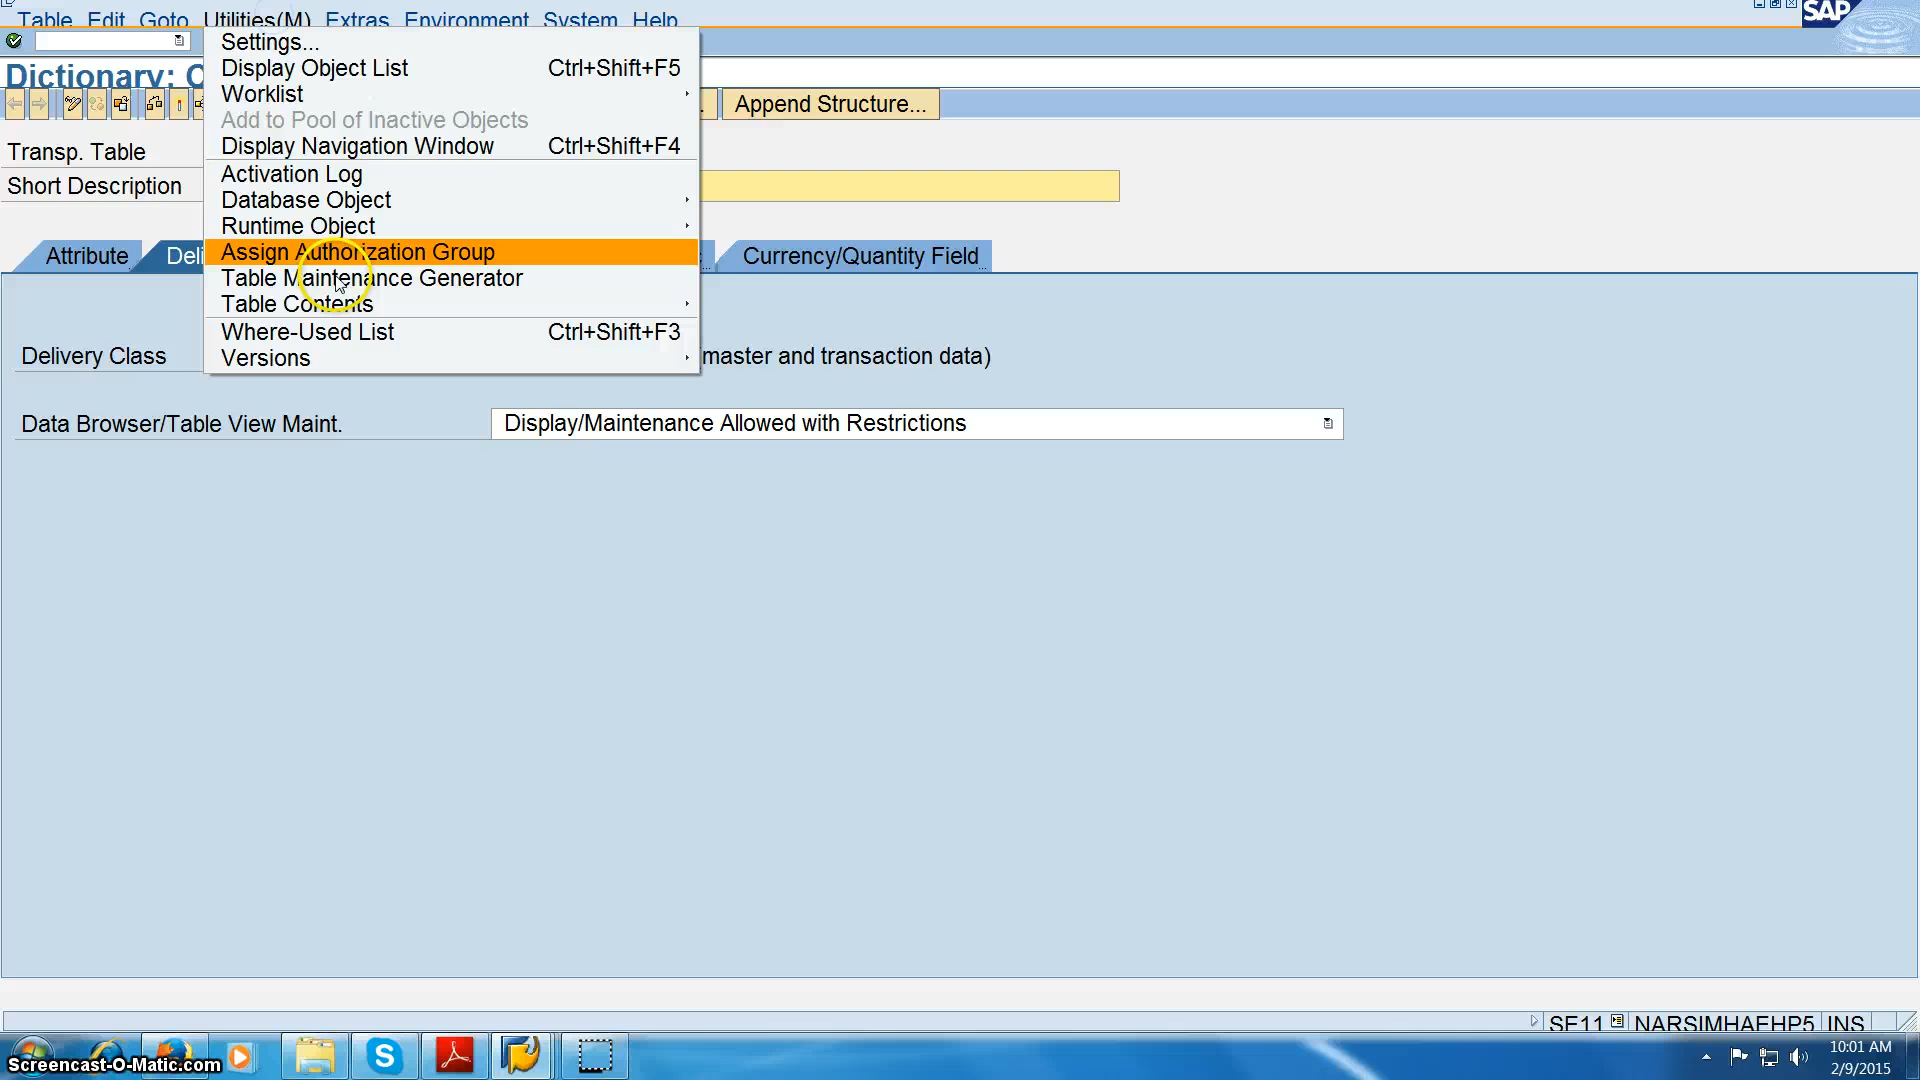 Table Edit Goto Utilities(M) Extras Environment System Help
SAP
Settings...
Display Object List Ctrl+Shift+F5
Worklist
Add to Pool of Inactive Objects
Display Navigation Window Ctrl+Shift+F4
Activation Log
Database Object
Runtime Object
Assign Authorization Group
Table Maintenance Generator
Table Contents
Where-Used List Ctrl+Shift+F3
Versions
Dictionary: C
Append Structure...
Transp. Table
Short Description
Attribute Deli Currency/Quantity Field
Delivery Class (master and transaction data)
Data Browser/Table View Maint. Display/Maintenance Allowed with Restrictions
SE11 NARSIMHAEHP5 INS
Screencast-O-Matic.com
10:01 AM
2/9/2015